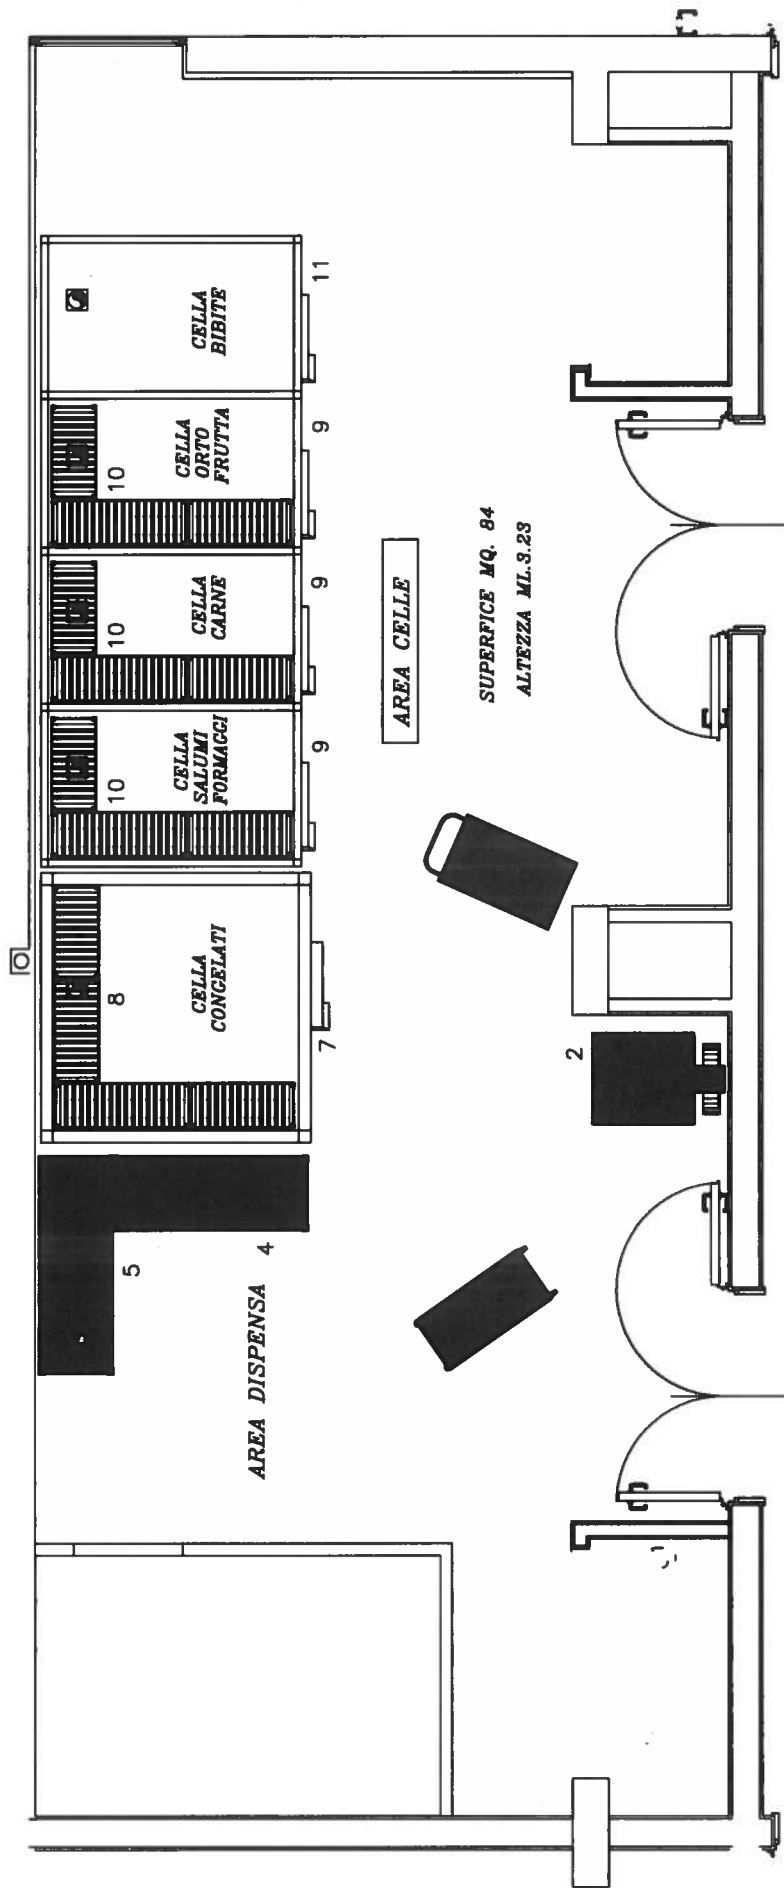 AREA DISPENSA
5
4
CELLA
CONGELATI
8
7
CELLA
SALUMI
FORMAGGI
10
9
CELLA
CARNE
10
9
CELLA
ORTO
FRUTTA
10
9
CELLA
BIBITE
11
AREA CELLE
SUPERFICE MQ. 84
ALTEZZA ML.3.23
2